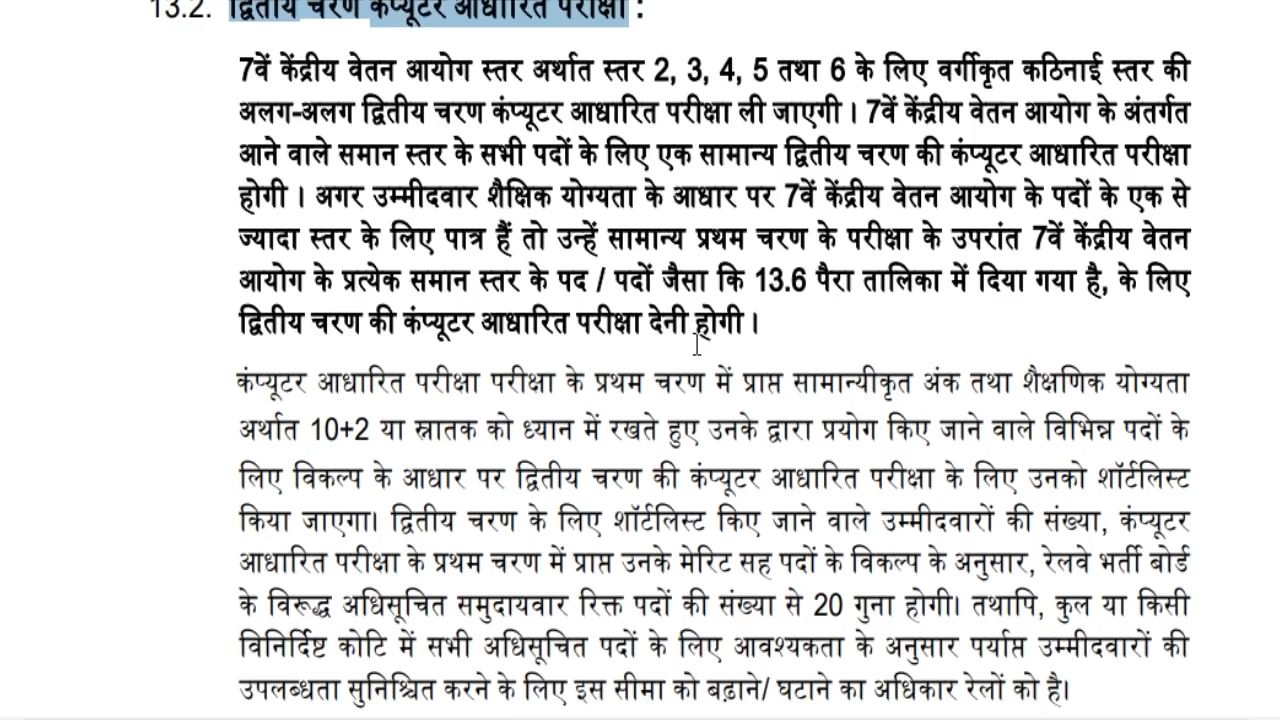 13.2. द्वितीय चरण कंप्यूटर आधारित परीक्षा :
7वें केंद्रीय वेतन आयोग स्तर अर्थात स्तर 2, 3, 4, 5 तथा 6 के लिए वर्गीकृत कठिनाई स्तर की
अलग-अलग द्वितीय चरण कंप्यूटर आधारित परीक्षा ली जाएगी । 7वें केंद्रीय वेतन आयोग के अंतर्गत
आने वाले समान स्तर के सभी पदों के लिए एक सामान्य द्वितीय चरण की कंप्यूटर आधारित परीक्षा
होगी । अगर उम्मीदवार शैक्षिक योग्यता के आधार पर 7वें केंद्रीय वेतन आयोग के पदों के एक से
ज्यादा स्तर के लिए पात्र हैं तो उन्हें सामान्य प्रथम चरण के परीक्षा के उपरांत 7वें केंद्रीय वेतन
आयोग के प्रत्येक समान स्तर के पद / पदों जैसा कि 13.6 पैरा तालिका में दिया गया है, के लिए
द्वितीय चरण की कंप्यूटर आधारित परीक्षा देनी होगी ।
कंप्यूटर आधारित परीक्षा परीक्षा के प्रथम चरण में प्राप्त सामान्यीकृत अंक तथा शैक्षणिक योग्यता
अर्थात 10+2 या स्नातक को ध्यान में रखते हुए उनके द्वारा प्रयोग किए जाने वाले विभिन्न पदों के
लिए विकल्प के आधार पर द्वितीय चरण की कंप्यूटर आधारित परीक्षा के लिए उनको शॉर्टलिस्ट
किया जाएगा। द्वितीय चरण के लिए शॉर्टलिस्ट किए जाने वाले उम्मीदवारों की संख्या, कंप्यूटर
आधारित परीक्षा के प्रथम चरण में प्राप्त उनके मेरिट सह पदों के विकल्प के अनुसार, रेलवे भर्ती बोर्ड
के विरूद्ध अधिसूचित समुदायवार रिक्त पदों की संख्या से 20 गुना होगी। तथापि, कुल या किसी
विनिर्दिष्ट कोटि में सभी अधिसूचित पदों के लिए आवश्यकता के अनुसार पर्याप्त उम्मीदवारों की
उपलब्धता सुनिश्चित करने के लिए इस सीमा को बढ़ाने/ घटाने का अधिकार रेलों को है।